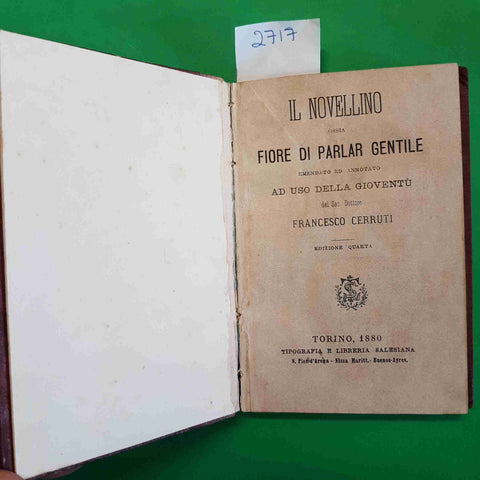 2717
IL NOVELLINO
OSSIA
FIORE DI PARLAR GENTILE
EMENDATO ED ANNOTATO
AD USO DELLA GIOVENTÙ
dal Sac. Dottore
FRANCESCO CERRUTI
EDIZIONE QUARTA
TORINO, 1880
TIPOGRAFIA E LIBRERIA SALESIANA
S. Pier d'Arena - Nizza Maritt. - Buenos-Ayres.